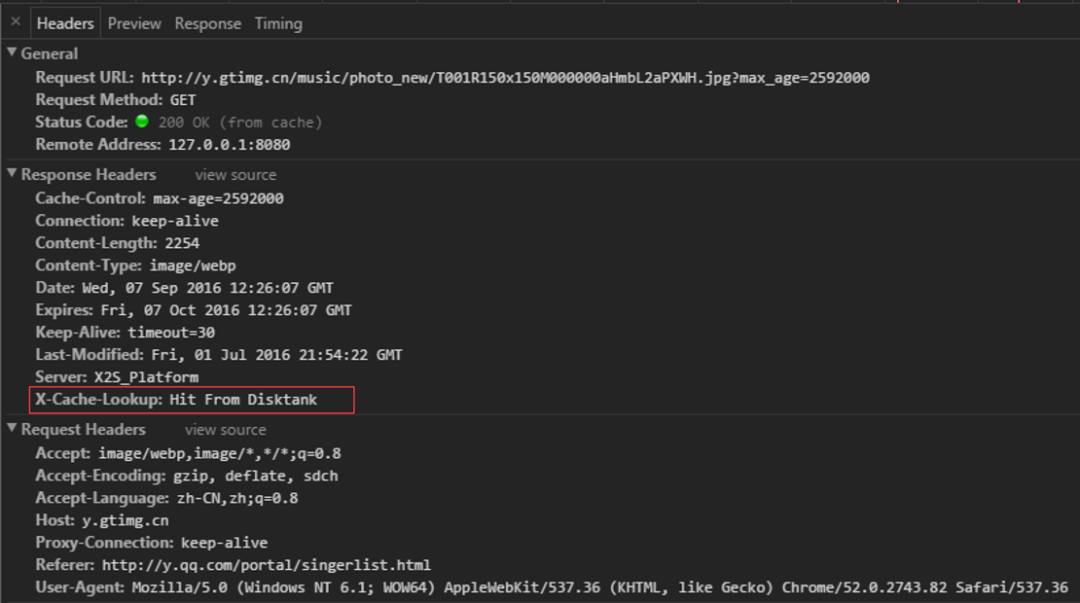 × Headers Preview Response Timing
▼ General
Request URL: http://y.gtimg.cn/music/photo_new/T001R150x150M000000aHmbL2aPXWH.jpg?max_age=2592000
Request Method: GET
Status Code: 200 OK (from cache)
Remote Address: 127.0.0.1:8080
▼ Response Headers view source
Cache-Control: max-age=2592000
Connection: keep-alive
Content-Length: 2254
Content-Type: image/webp
Date: Wed, 07 Sep 2016 12:26:07 GMT
Expires: Fri, 07 Oct 2016 12:26:07 GMT
Keep-Alive: timeout=30
Last-Modified: Fri, 01 Jul 2016 21:54:22 GMT
Server: X2S_Platform
X-Cache-Lookup: Hit From Disktank
▼ Request Headers view source
Accept: image/webp,image/*,*/*;q=0.8
Accept-Encoding: gzip, deflate, sdch
Accept-Language: zh-CN,zh;q=0.8
Host: y.gtimg.cn
Proxy-Connection: keep-alive
Referer: http://y.qq.com/portal/singerlist.html
User-Agent: Mozilla/5.0 (Windows NT 6.1; WOW64) AppleWebKit/537.36 (KHTML, like Gecko) Chrome/52.0.2743.82 Safari/537.36